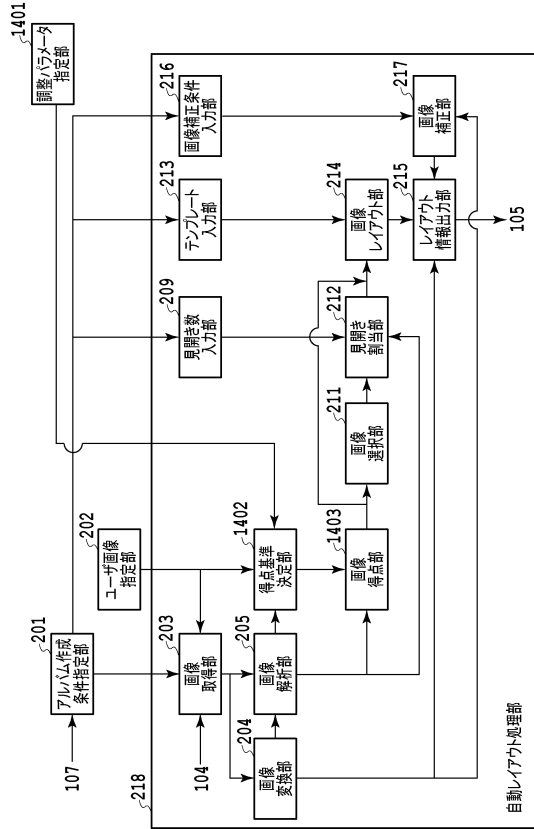 1401
調整パラメータ
指定部
107
201
アルバム作成
条件指定部
202
ユーザ画像
指定部
218
216
画像補正条件
入力部
213
テンプレート
入力部
209
見開き数
入力部
104
203
画像
取得部
204
画像
変換部
205
画像
解析部
1402
得点基準
決定部
1403
画像
得点部
211
画像
選択部
212
見開き
割当部
214
画像
レイアウト部
217
画像
補正部
215
レイアウト
情報出力部
105
自動レイアウト処理部